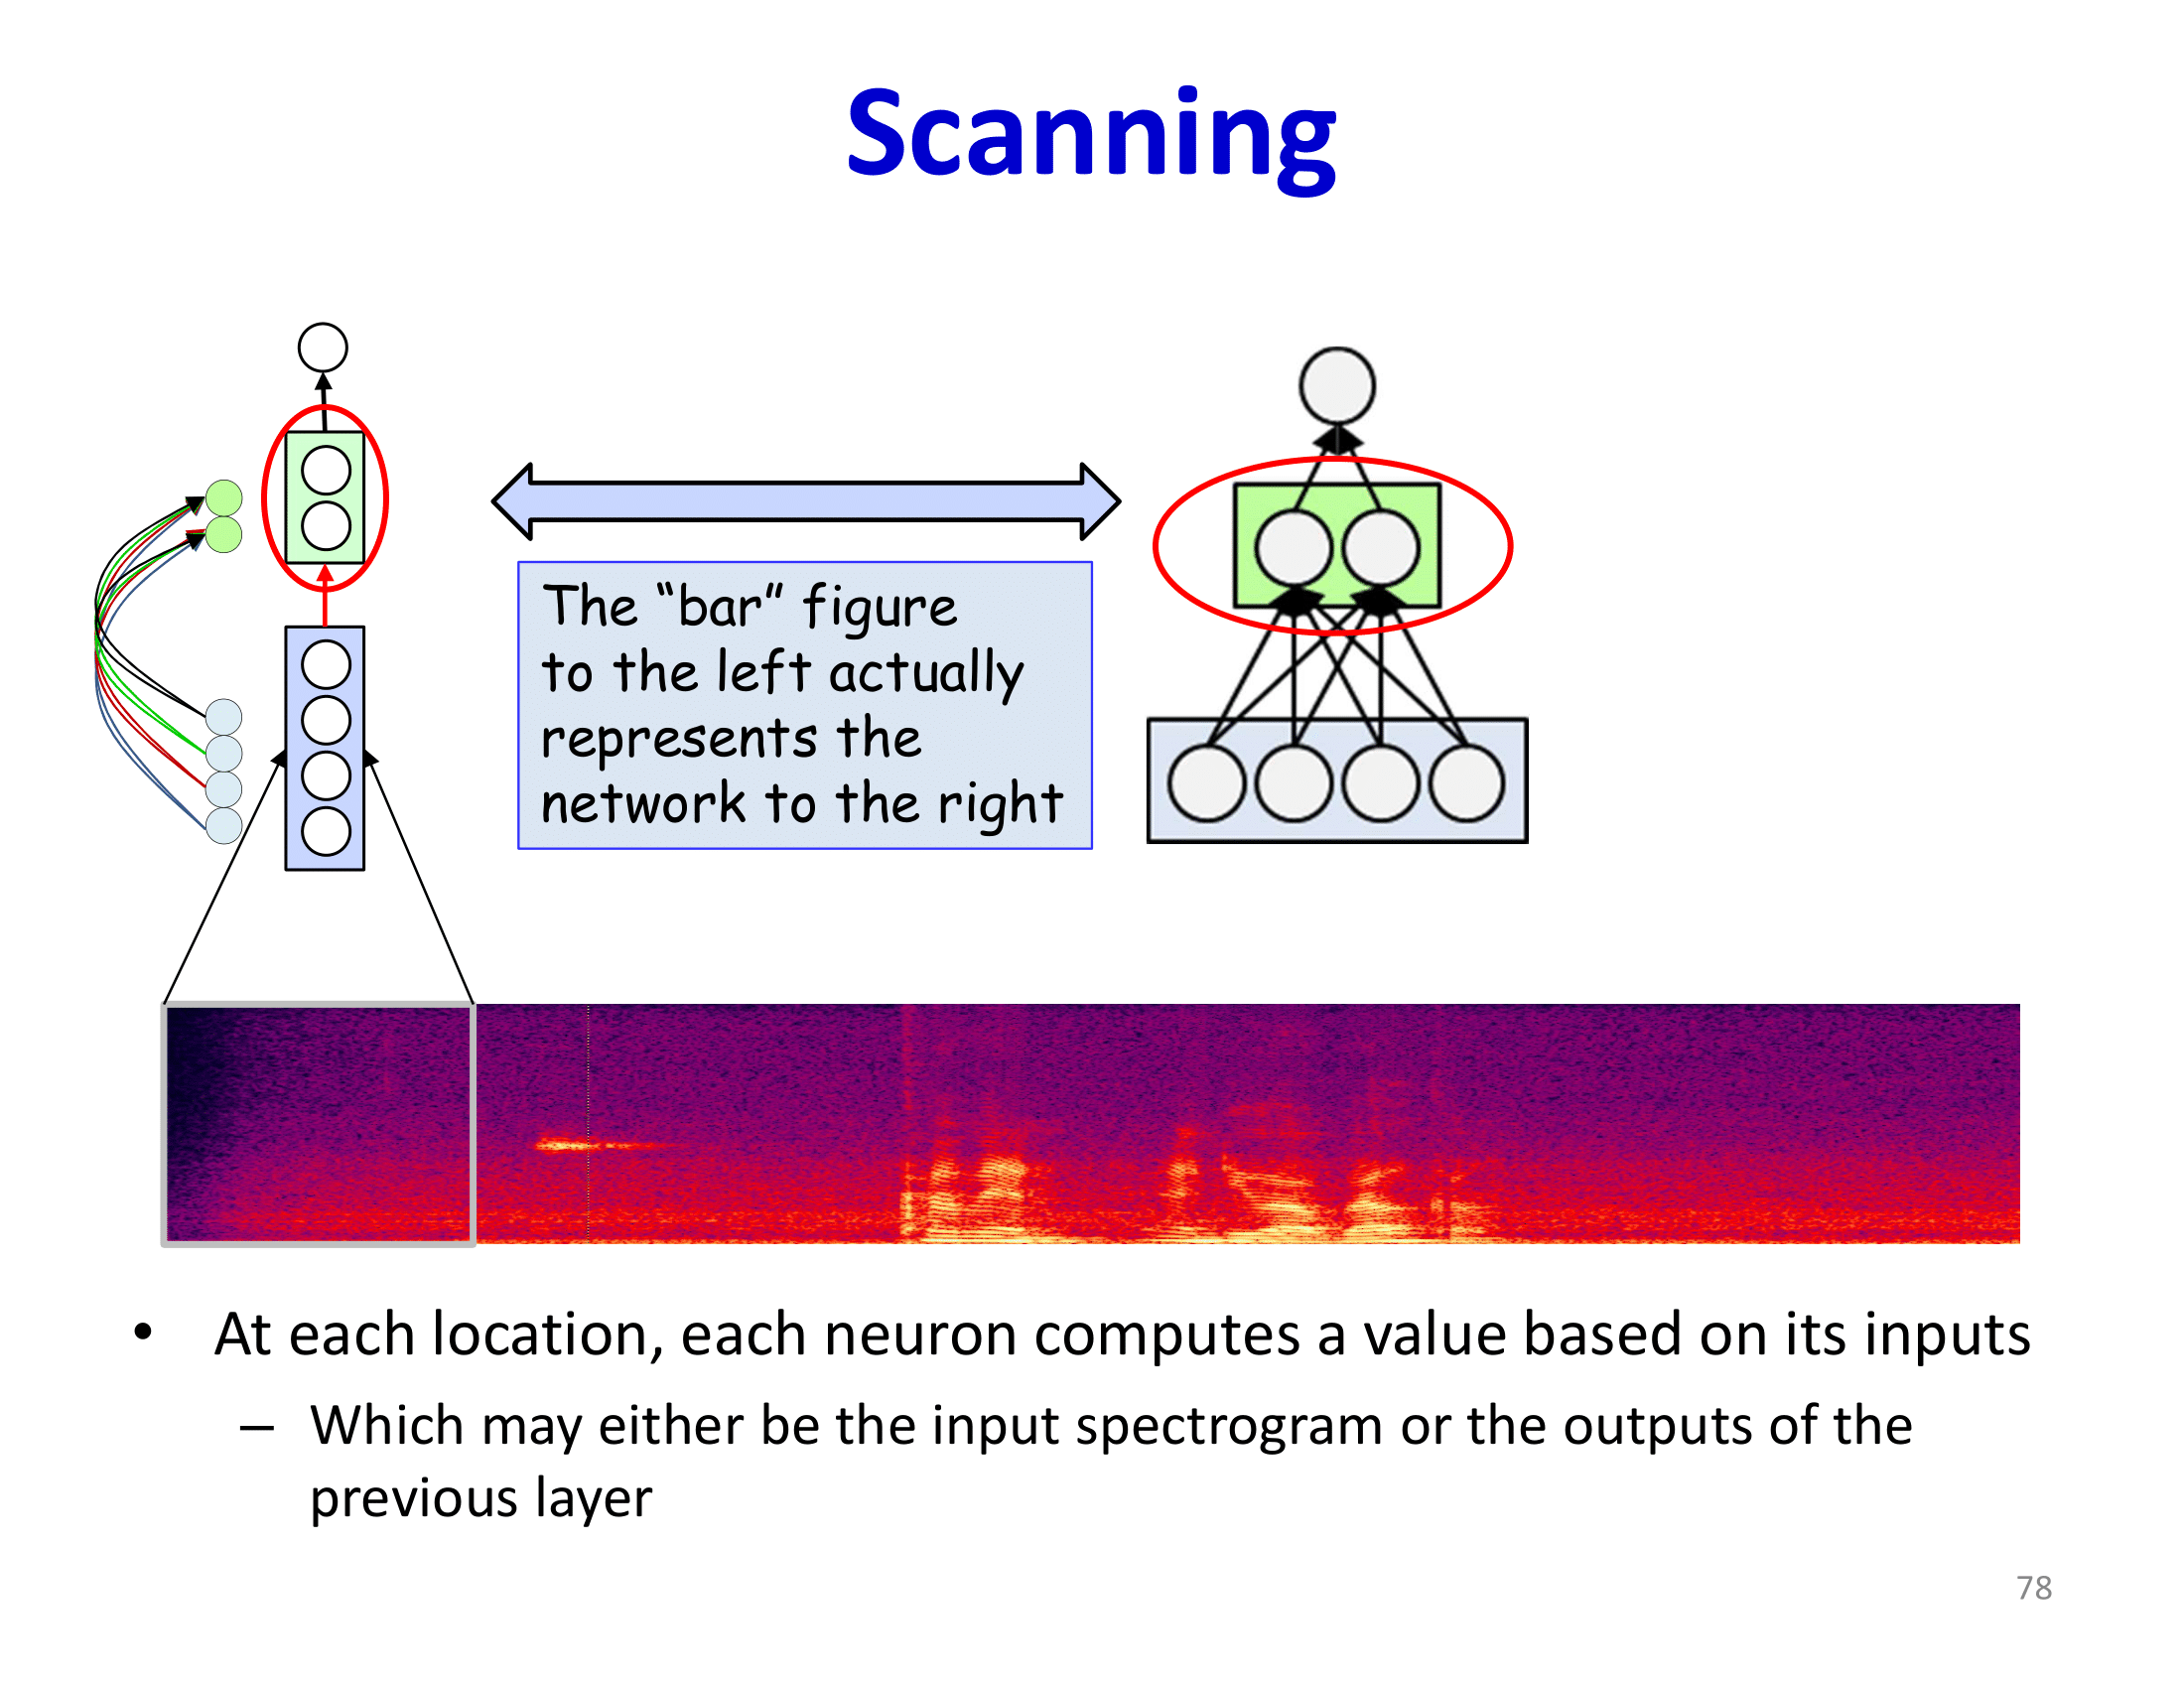 Scanning
The “bar” figure
to the left actually
represents the
network to the right
• At each location, each neuron computes a value based on its inputs
– Which may either be the input spectrogram or the outputs of the
previous layer
78